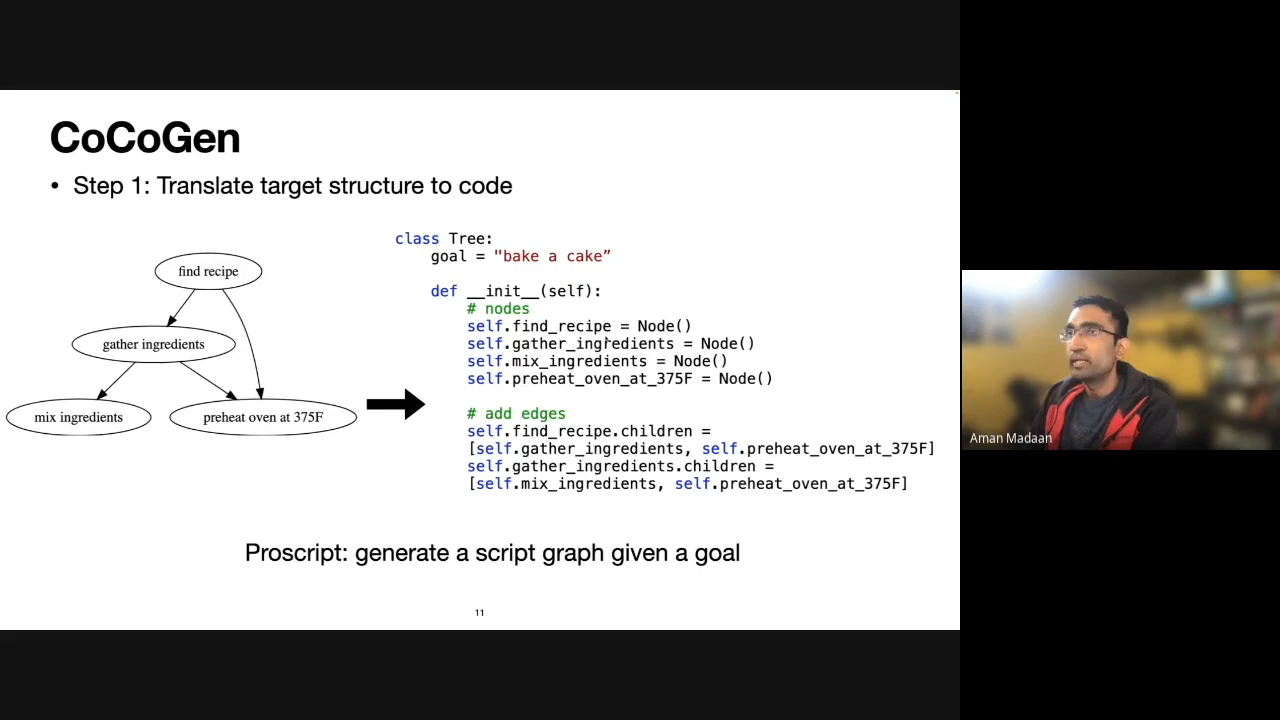 CoCoGen
• Step 1: Translate target structure to code
find recipe
gather ingredients
mix ingredients
preheat oven at 375F
class Tree:
goal = "bake a cake”
def __init__(self):
# nodes
self.find_recipe = Node()
self.gather_ingredients = Node()
self.mix_ingredients = Node()
self.preheat_oven_at_375F = Node()
# add edges
self.find_recipe.children =
[self.gather_ingredients, self.preheat_oven_at_375F]
self.gather_ingredients.children =
[self.mix_ingredients, self.preheat_oven_at_375F]
Proscript: generate a script graph given a goal
11
Aman Madaan